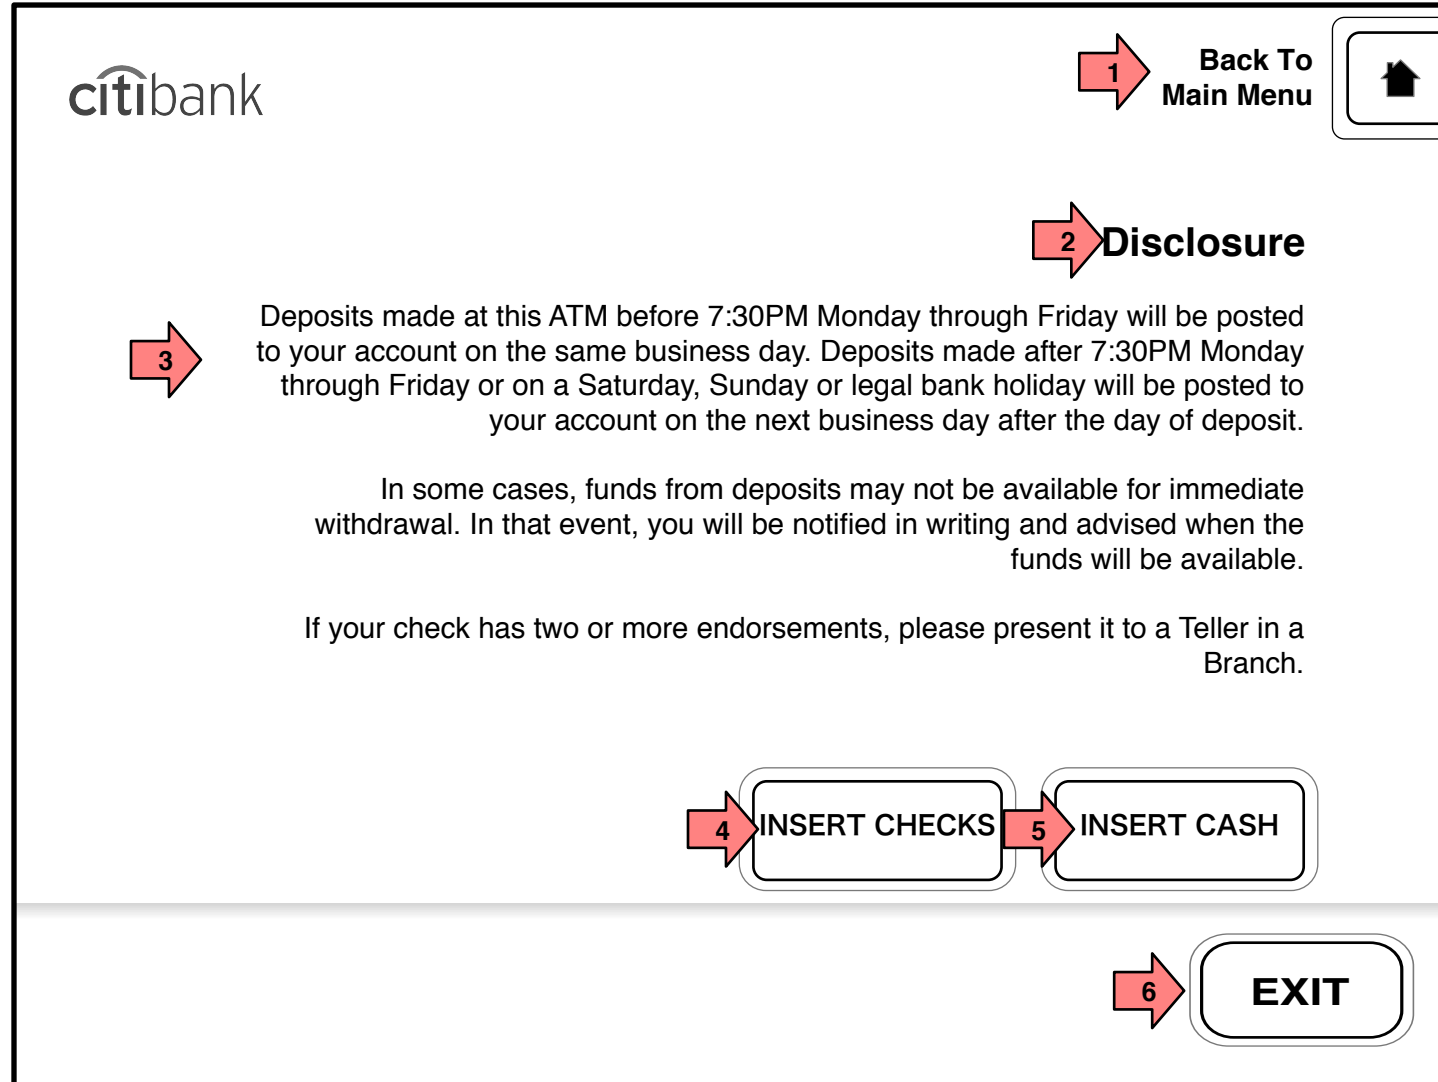 citibank
1
Back To
Main Menu
2
Disclosure
3
Deposits made at this ATM before 7:30PM Monday through Friday will be posted
to your account on the same business day. Deposits made after 7:30PM Monday
through Friday or on a Saturday, Sunday or legal bank holiday will be posted to
your account on the next business day after the day of deposit.
In some cases, funds from deposits may not be available for immediate
withdrawal. In that event, you will be notified in writing and advised when the
funds will be available.
If your check has two or more endorsements, please present it to a Teller in a
Branch.
4
INSERT CHECKS
5
INSERT CASH
6
EXIT